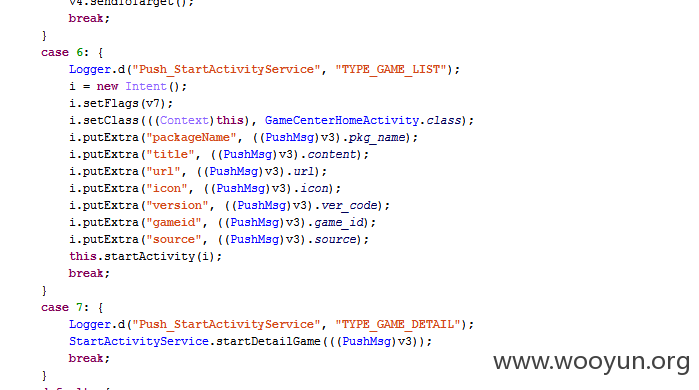 v4.sendToTarget();
break;
}
case 6: {
Logger.d("Push_StartActivityService", "TYPE_GAME_LIST");
i = new Intent();
i.setFlags(v7);
i.setClass(((Context)this), GameCenterHomeActivity.class);
i.putExtra("packageName", ((PushMsg)v3).pkg_name);
i.putExtra("title", ((PushMsg)v3).content);
i.putExtra("url", ((PushMsg)v3).url);
i.putExtra("icon", ((PushMsg)v3).icon);
i.putExtra("version", ((PushMsg)v3).ver_code);
i.putExtra("gameid", ((PushMsg)v3).game_id);
i.putExtra("source", ((PushMsg)v3).source);
this.startActivity(i);
break;
}
case 7: {
Logger.d("Push_StartActivityService", "TYPE_GAME_DETAIL");
StartActivityService.startDetailGame(((PushMsg)v3));
break;
}
www.wooyun.org